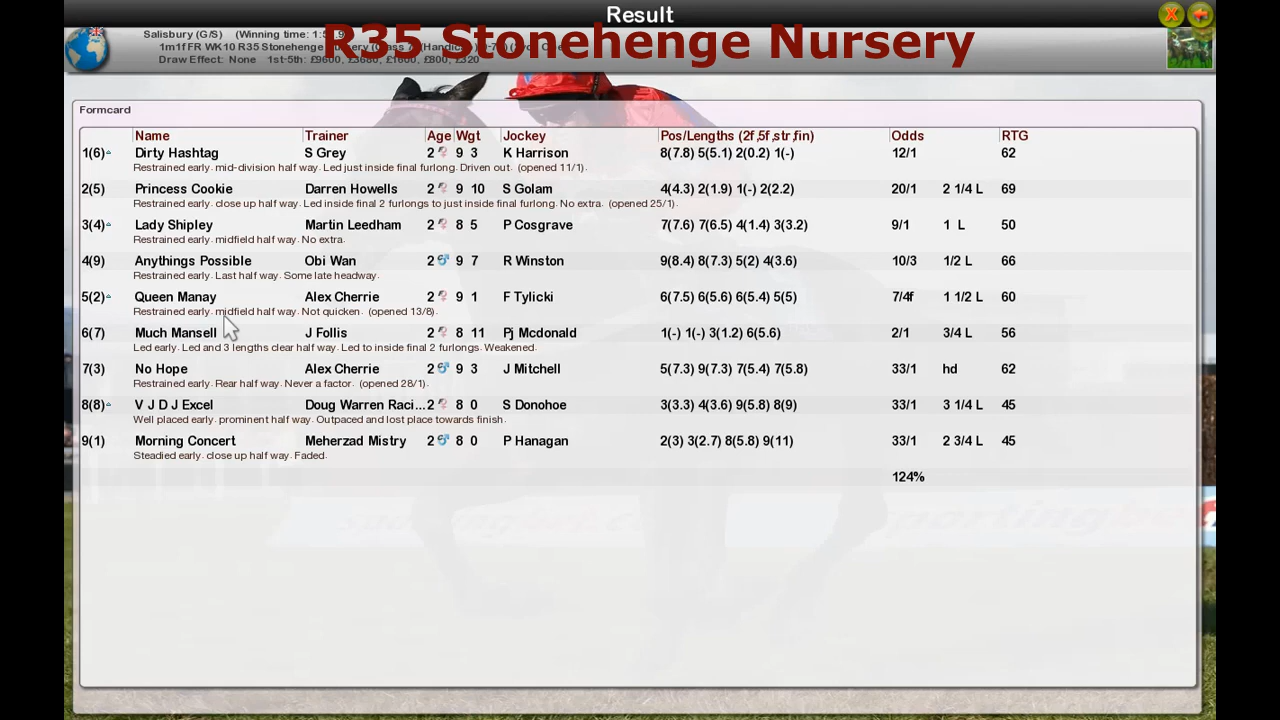 Result
Salisbury (G/S) (Winning time: 1:5
R35 Stonehenge Nursery
1m1f FR WK10 R35 Stonehenge
Draw Effect: None 1st-5th: £9600, £3680, £1600, £800, £320
Formcard
Name Trainer Age Wgt Jockey Pos/Lengths (2f,5f,str,fin) Odds RTG
1(6) Dirty Hashtag S Grey 2 9 3 K Harrison 8(7.8) 5(5.1) 2(0.2) 1(-) 12/1 62
Restrained early. mid-division half way. Led just inside final furlong. Driven out. (opened 11/1).
2(5) Princess Cookie Darren Howells 2 9 10 S Golam 4(4.3) 2(1.9) 1(-) 2(2.2) 20/1 2 1/4 L 69
Restrained early. close up half way. Led inside final 2 furlongs to just inside final furlong. No extra. (opened 25/1).
3(4) Lady Shipley Martin Leedham 2 8 5 P Cosgrave 7(7.6) 7(6.5) 4(1.4) 3(3.2) 9/1 1 L 50
Restrained early. midfield half way. No extra.
4(9) Anythings Possible Obi Wan 2 9 7 R Winston 9(8.4) 8(7.3) 5(2) 4(3.6) 10/3 1/2 L 66
Restrained early. Last half way. Some late headway.
5(2) Queen Manay Alex Cherrie 2 9 1 F Tylicki 6(7.5) 6(5.6) 6(5.4) 5(5) 7/4f 1 1/2 L 60
Restrained early. midfield half way. Not quicken. (opened 13/8).
6(7) Much Mansell J Follis 2 8 11 Pj Mcdonald 1(-) 1(-) 3(1.2) 6(5.6) 2/1 3/4 L 56
Led early. Led and 3 lengths clear half way. Led to inside final 2 furlongs. Weakened.
7(3) No Hope Alex Cherrie 2 9 3 J Mitchell 5(7.3) 9(7.3) 7(5.4) 7(5.8) 33/1 hd 62
Restrained early. Rear half way. Never a factor. (opened 28/1).
8(8) V J D J Excel Doug Warren Raci... 2 8 0 S Donohoe 3(3.3) 4(3.6) 9(5.8) 8(9) 33/1 3 1/4 L 45
Well placed early. prominent half way. Outpaced and lost place towards finish.
9(1) Morning Concert Meherzad Mistry 2 8 0 P Hanagan 2(3) 3(2.7) 8(5.8) 9(11) 33/1 2 3/4 L 45
Steadied early. close up half way. Faded.
124%